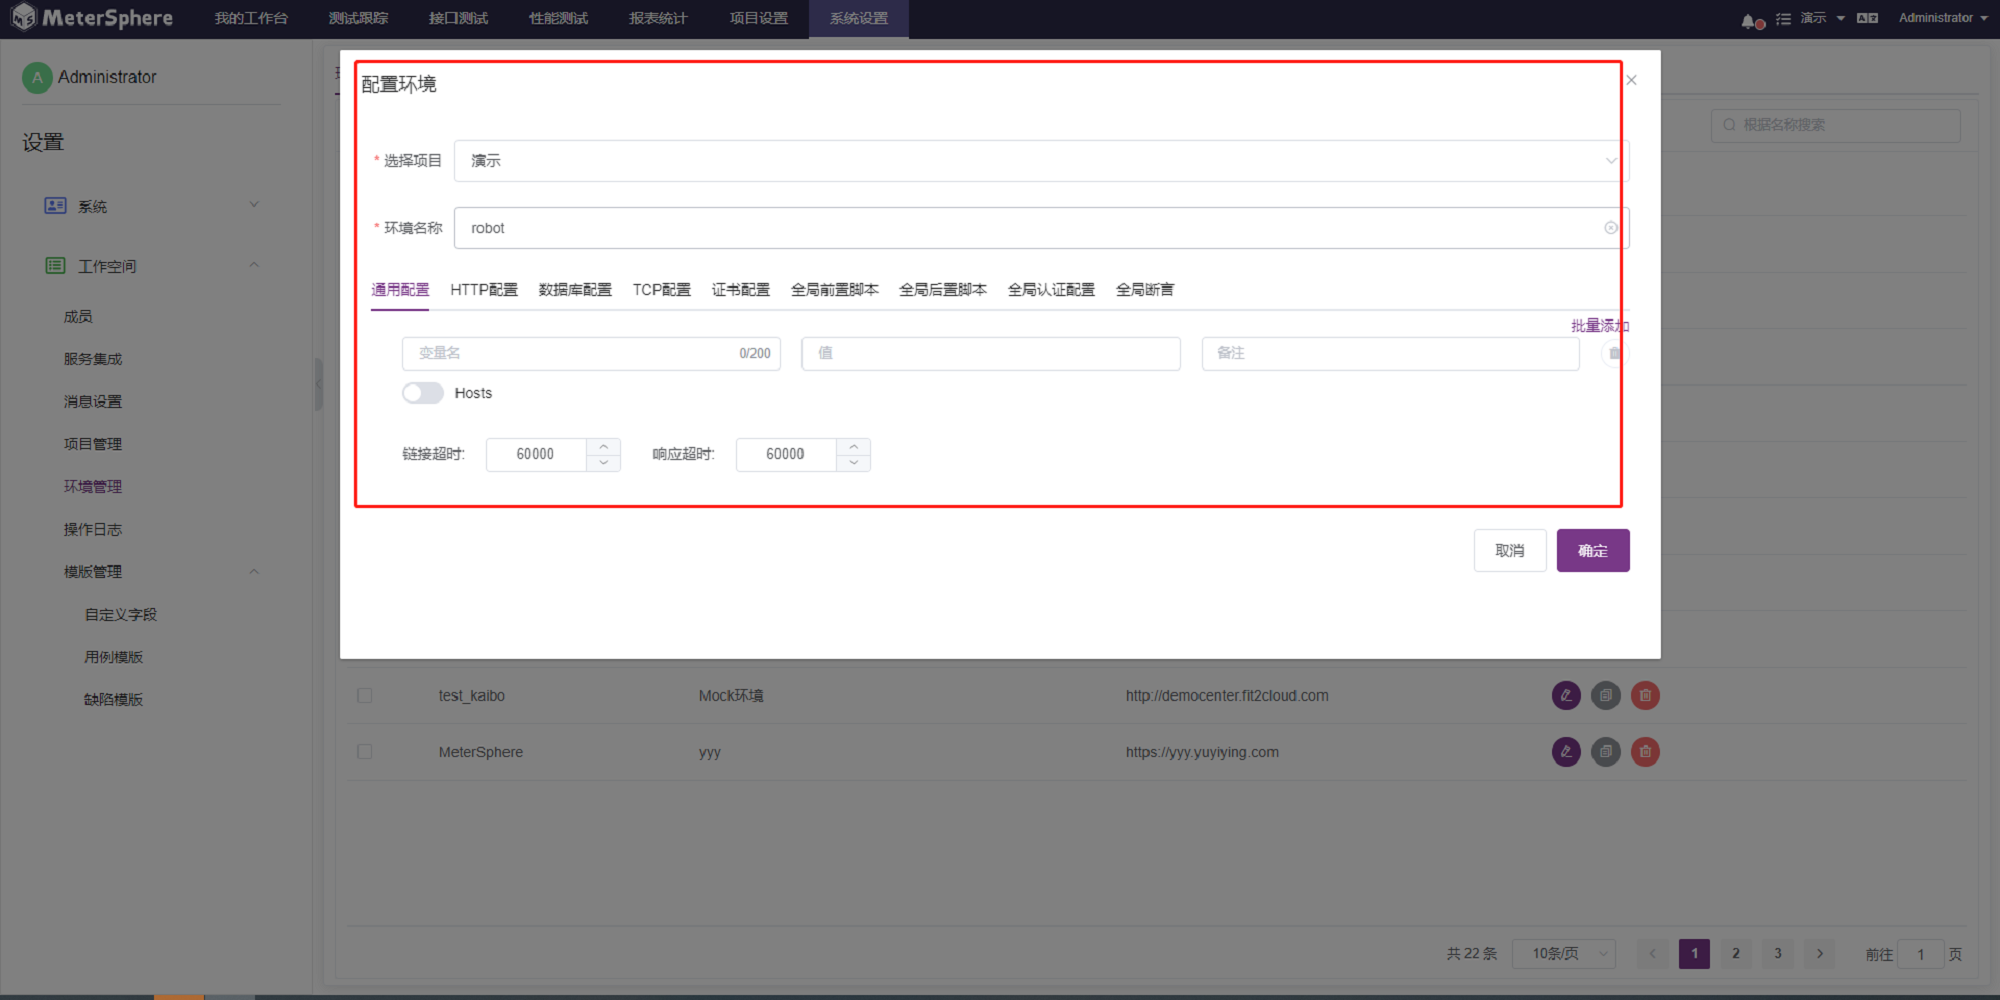 MeterSphere 我的工作台 测试跟踪 接口测试 性能测试 报表统计 项目设置 系统设置 演示 Administrator
A Administrator
设置
系统
工作空间
成员
服务集成
消息设置
项目管理
环境管理
操作日志
模版管理
自定义字段
用例模版
缺陷模版
根据名称搜索
配置环境
* 选择项目 演示
* 环境名称 robot
通用配置 HTTP配置 数据库配置 TCP配置 证书配置 全局前置脚本 全局后置脚本 全局认证配置 全局断言
批量添加
变量名 0/200 值 备注
Hosts
链接超时: 60000 响应超时: 60000
取消 确定
test_kaibo Mock环境 http://democenter.fit2cloud.com
MeterSphere yyy https://yyy.yuyiying.com
共 22 条 10条/页 1 2 3 前往 1 页